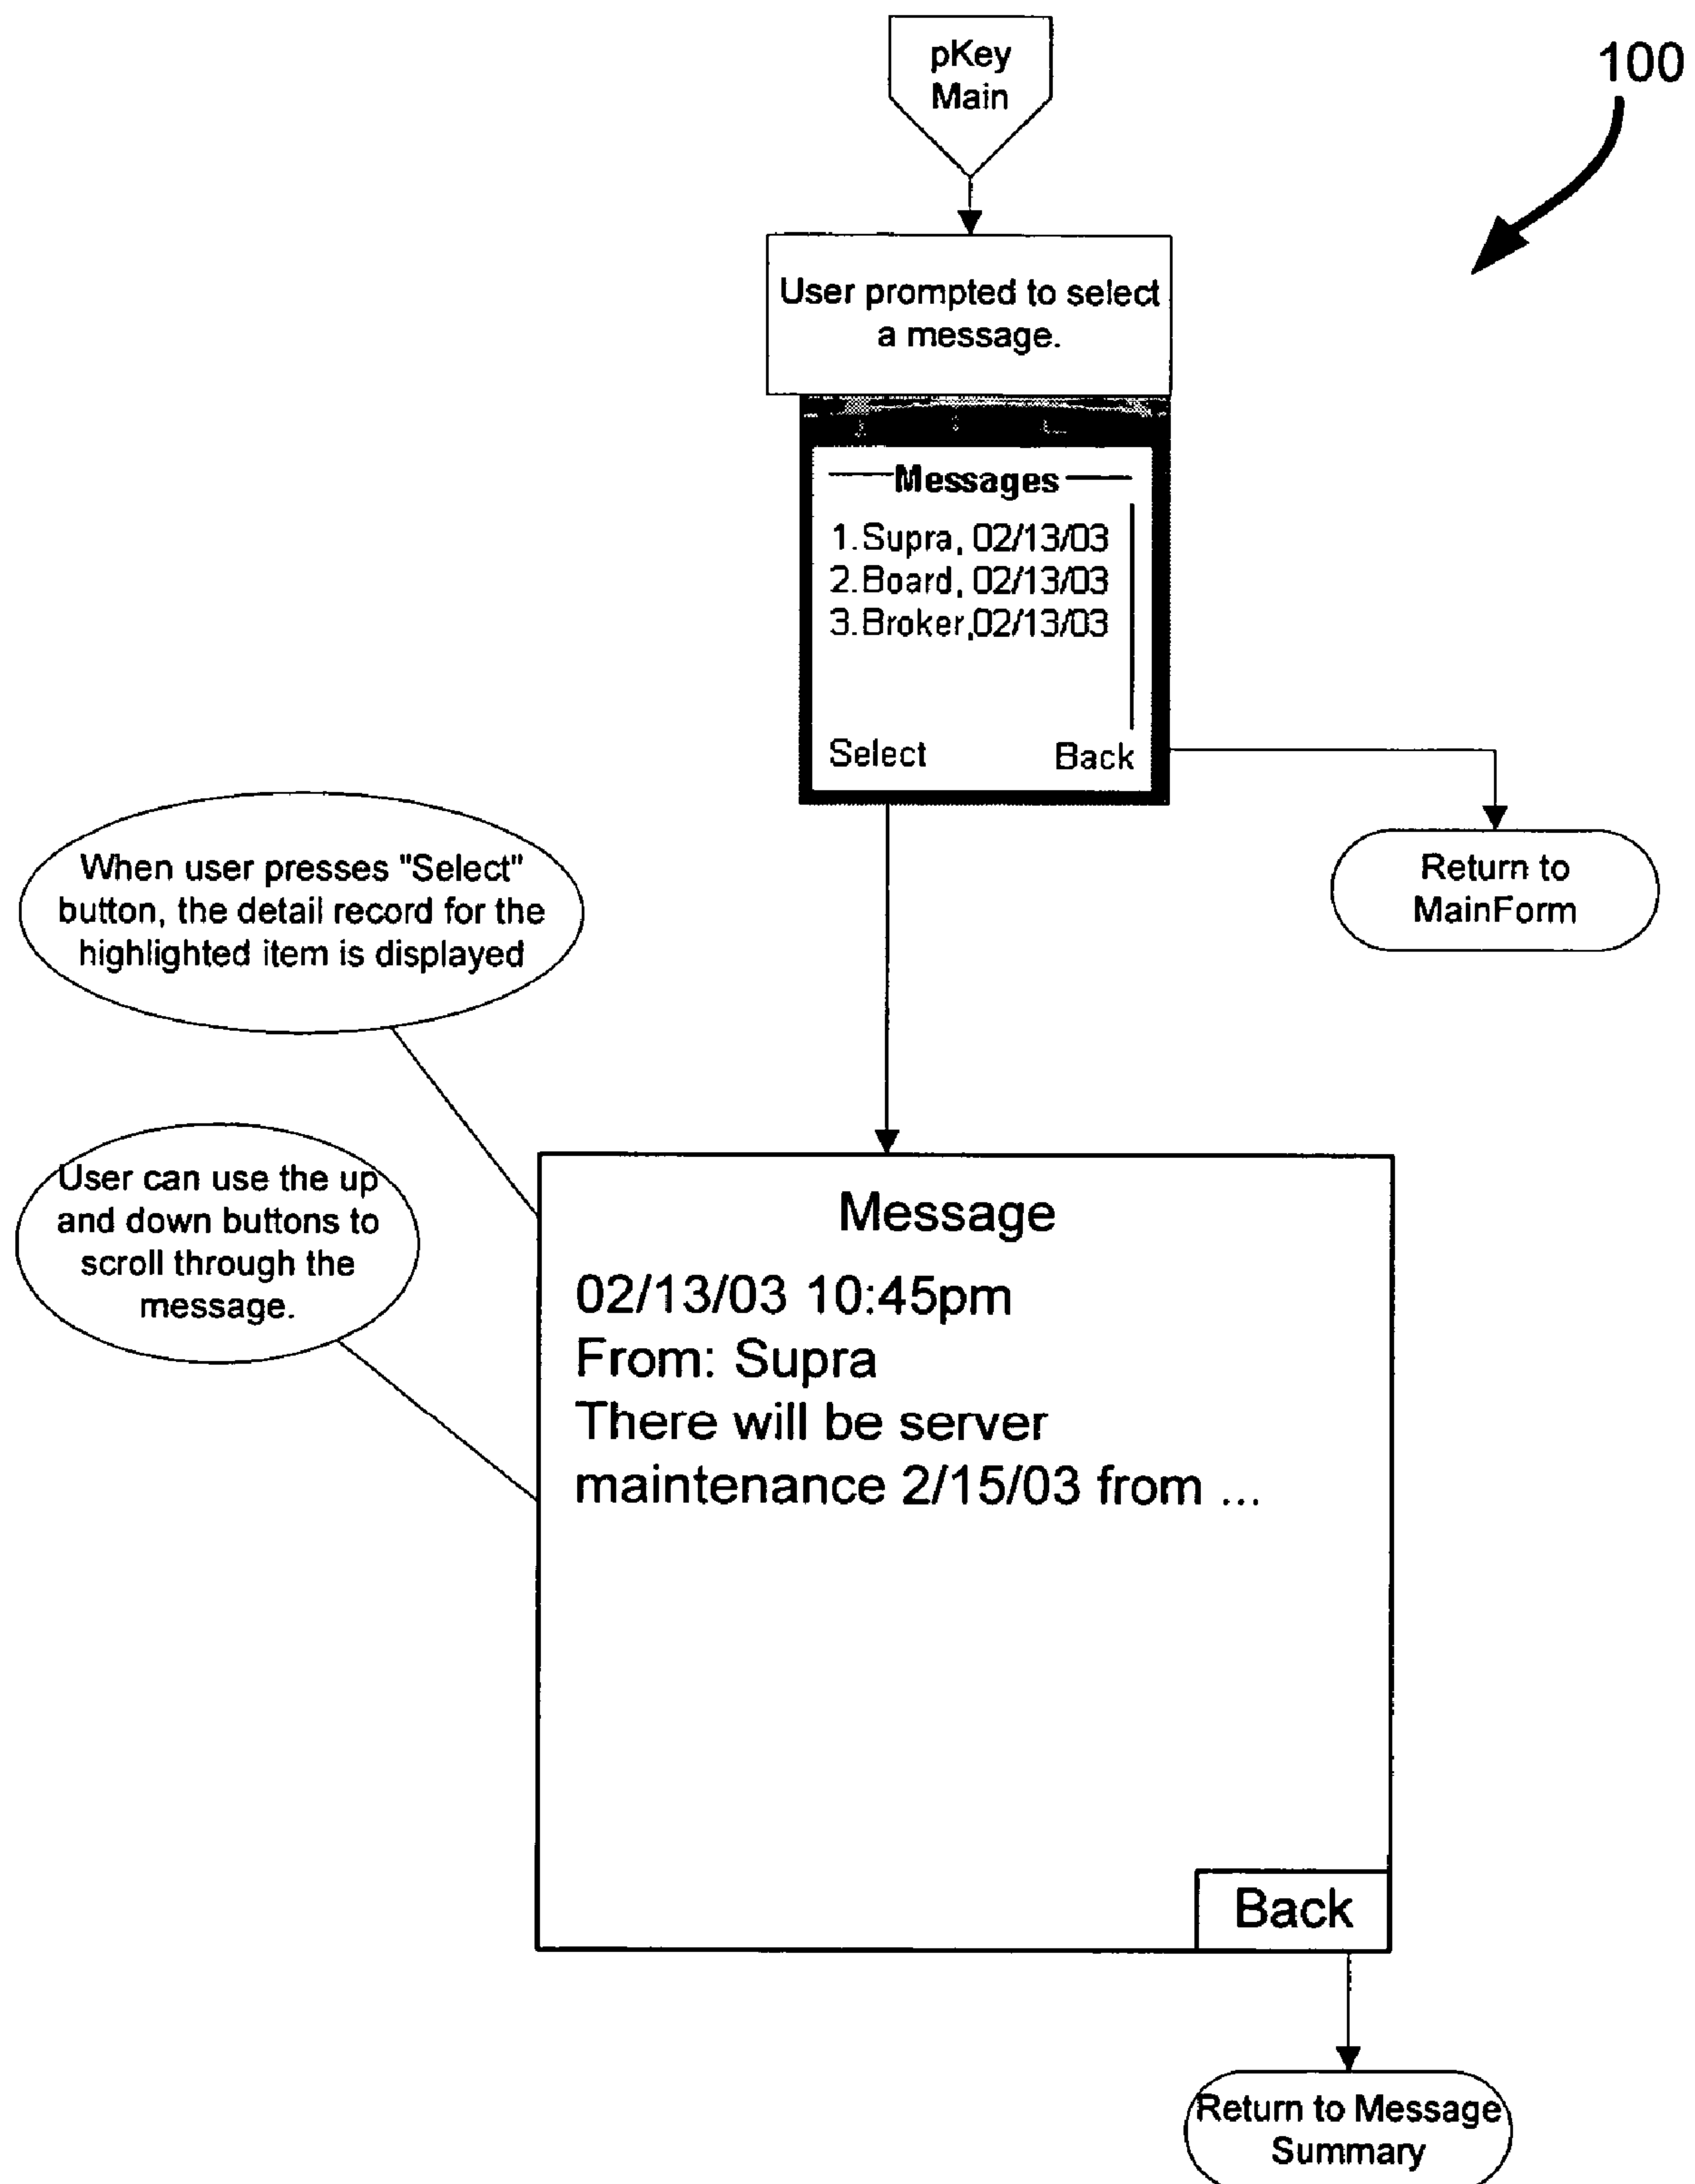 pKey
Main
100
User prompted to select
a message.
Messages
1.Supra, 02/13/03
2.Board, 02/13/03
3.Broker,02/13/03
Select Back
Return to
MainForm
When user presses "Select"
button, the detail record for the
highlighted item is displayed
User can use the up
and down buttons to
scroll through the
message.
Message
02/13/03 10:45pm
From: Supra
There will be server
maintenance 2/15/03 from ...
Back
Return to Message
Summary